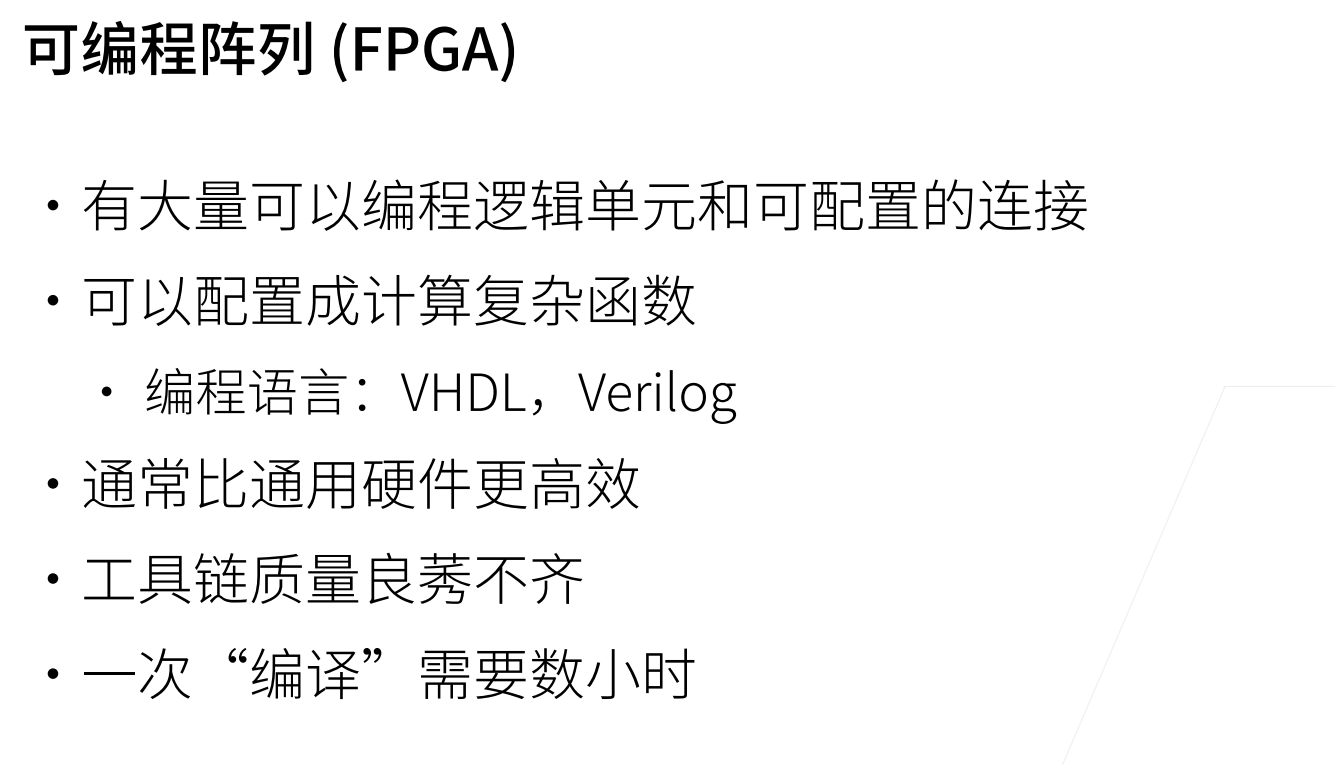 可编程阵列 (FPGA)
• 有大量可以编程逻辑单元和可配置的连接
• 可以配置成计算复杂函数
• 编程语言：VHDL，Verilog
• 通常比通用硬件更高效
• 工具链质量良莠不齐
• 一次“编译”需要数小时